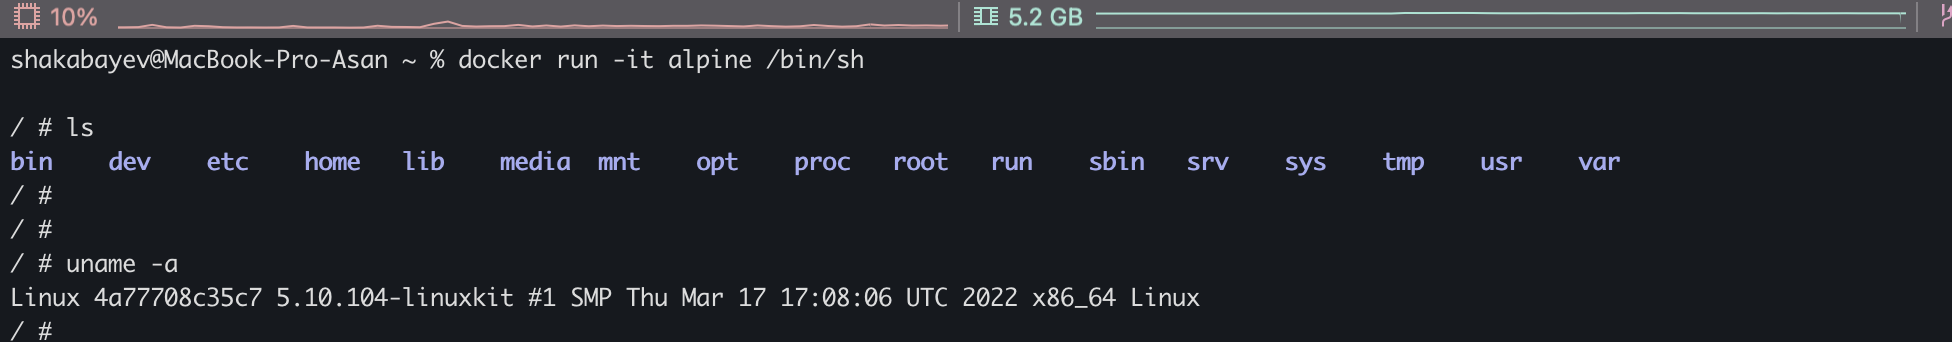 10% 5.2 GB
shakabayev@MacBook-Pro-Asan ~ % docker run -it alpine /bin/sh
/ # ls
bin dev etc home lib media mnt opt proc root run sbin srv sys tmp usr var
/ #
/ #
/ # uname -a
Linux 4a77708c35c7 5.10.104-linuxkit #1 SMP Thu Mar 17 17:08:06 UTC 2022 x86_64 Linux
/ #